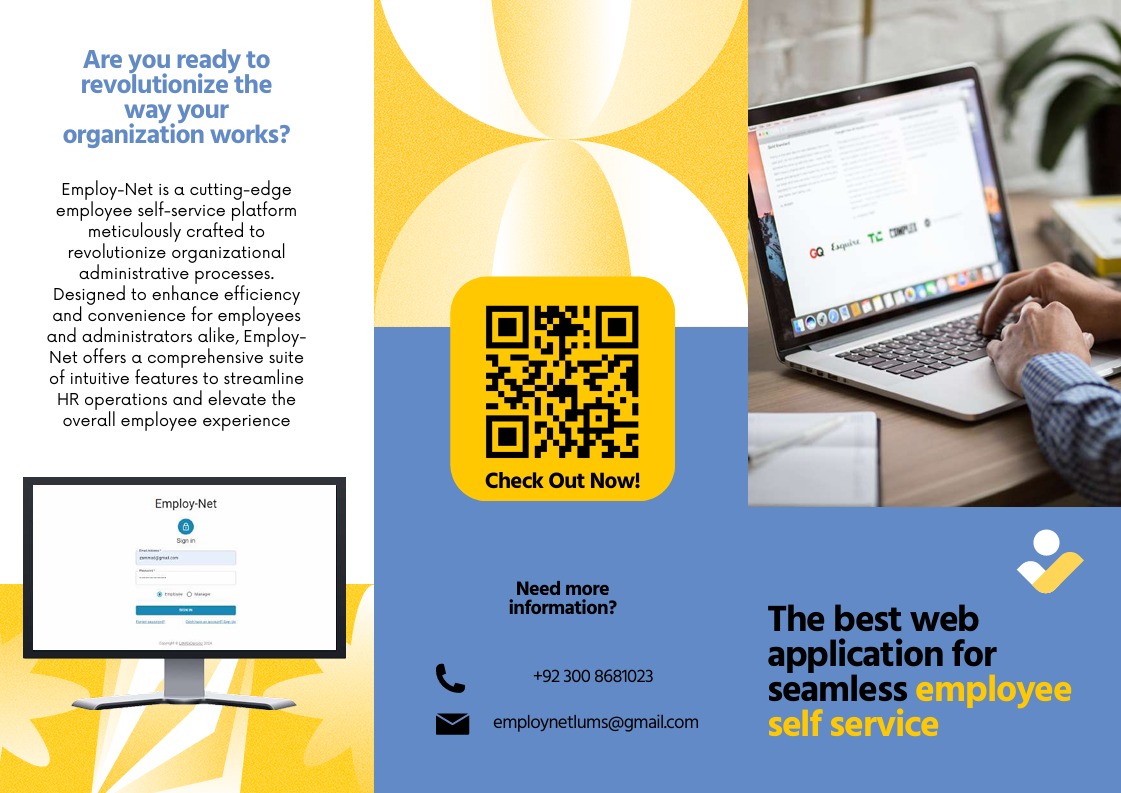 Are you ready to
revolutionize the
way your
organization works?
Employ-Net is a cutting-edge
employee self-service platform
meticulously crafted to
revolutionize organizational
administrative processes.
Designed to enhance efficiency
and convenience for employees
and administrators alike, Employ-
Net offers a comprehensive suite
of intuitive features to streamline
HR operations and elevate the
overall employee experience
Employ-Net
Sign in
Email Address *
Password *
Employee
Manager
SIGN IN
Forgot password?
Don't have an account? Sign Up
Check Out Now!
Need more
information?
+92 300 8681023
employnetlums@gmail.com
GQ
Esquire
TC
COMPLEX
The best web
application for
seamless employee
self service